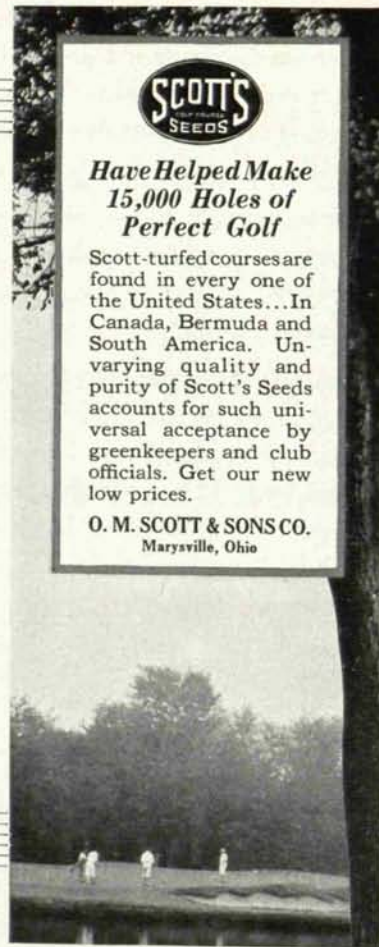 SCOTT'S
GOLF COURSE
SEEDS
Have Helped Make
15,000 Holes of
Perfect Golf
Scott-turfed courses are
found in every one of
the United States...In
Canada, Bermuda and
South America. Un-
varying quality and
purity of Scott's Seeds
accounts for such uni-
versal acceptance by
greenkeepers and club
officials. Get our new
low prices.
O. M. SCOTT & SONS CO.
Marysville, Ohio